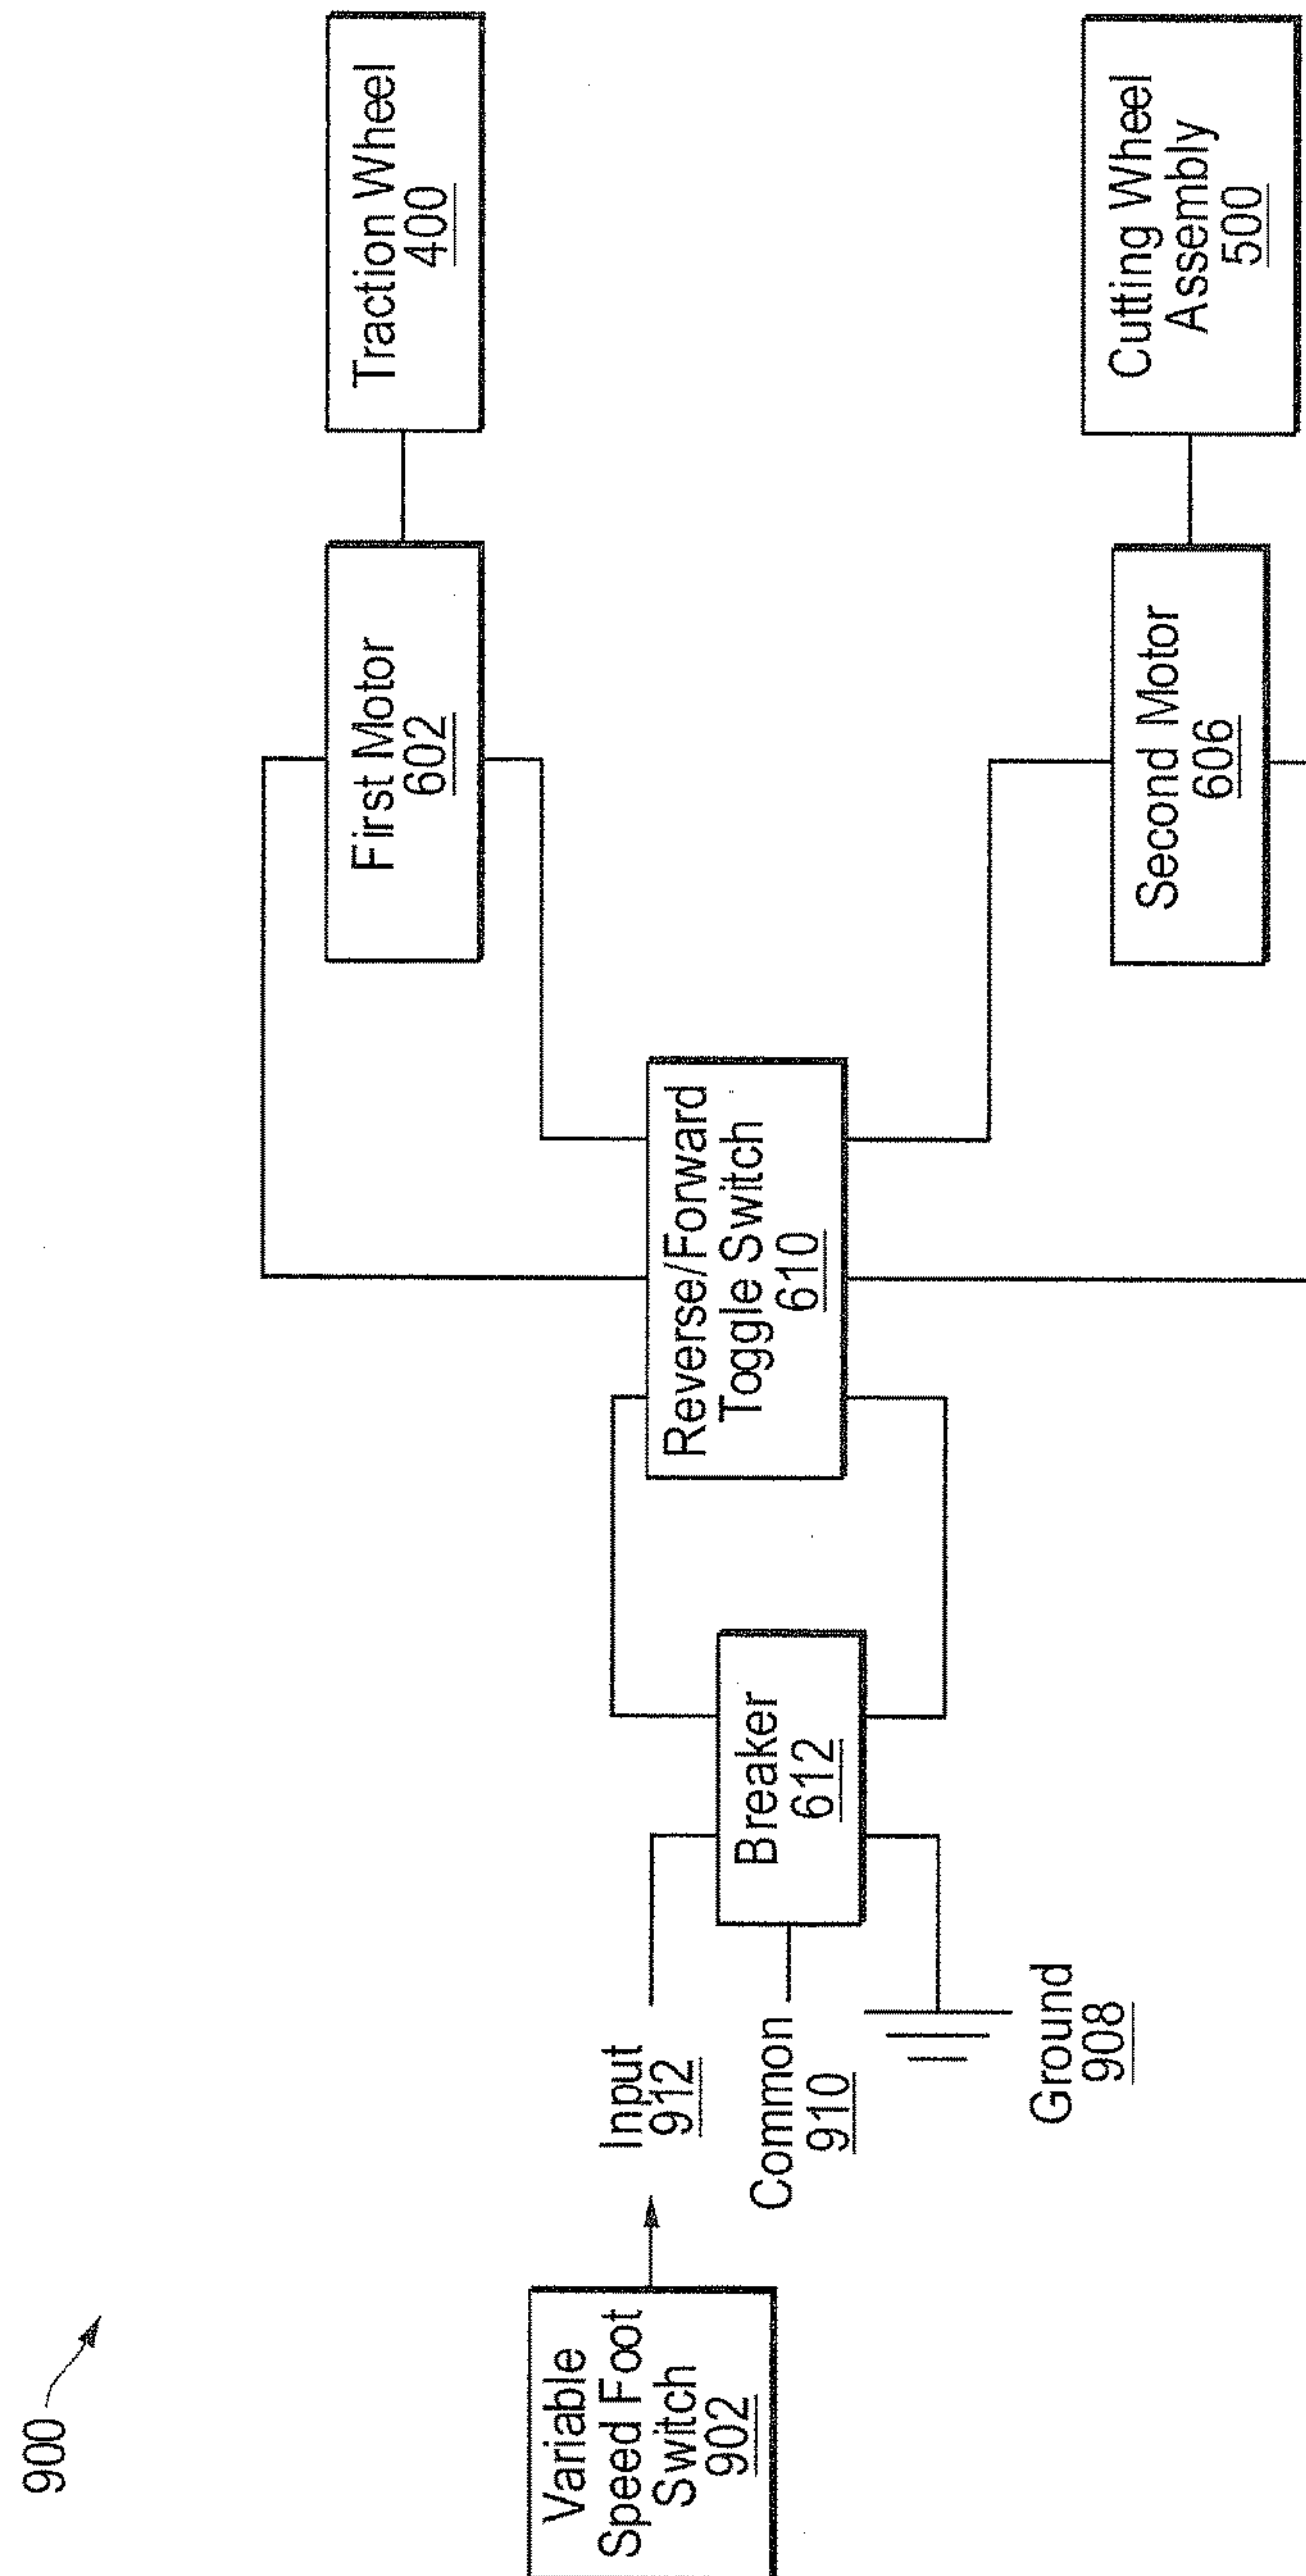 900
Variable
Speed Foot
Switch
902
Input
912
Common
910
Ground
908
Breaker
612
Reverse/Forward
Toggle Switch
610
First Motor
602
Traction Wheel
400
Second Motor
606
Cutting Wheel
Assembly
500